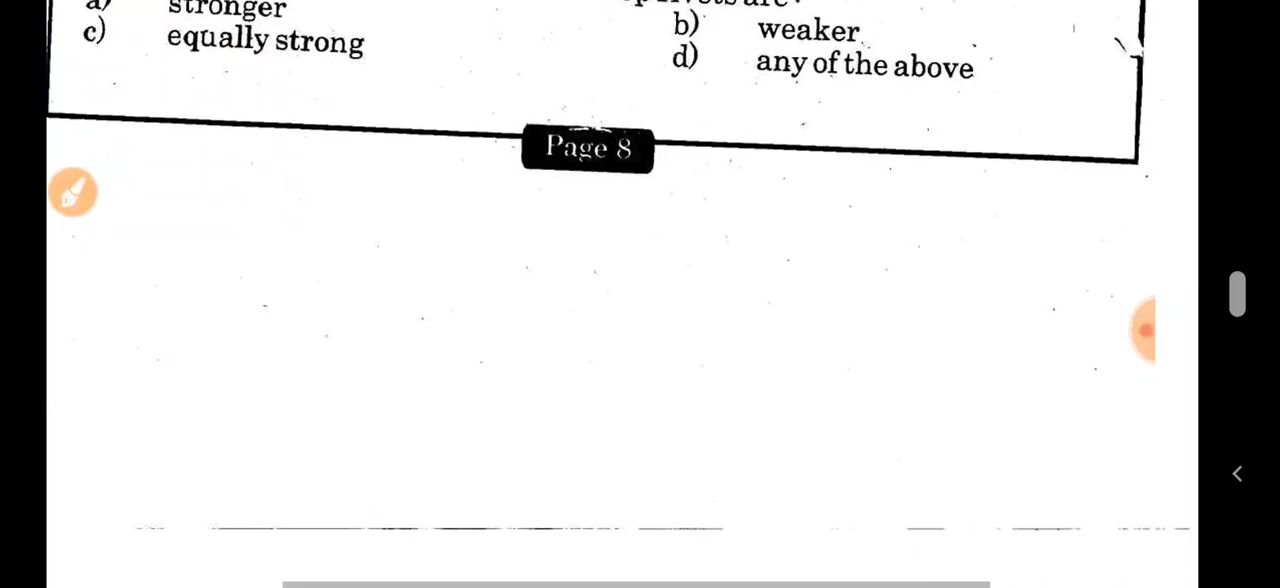 a) stronger
b) weaker
c) equally strong
d) any of the above
Page 8